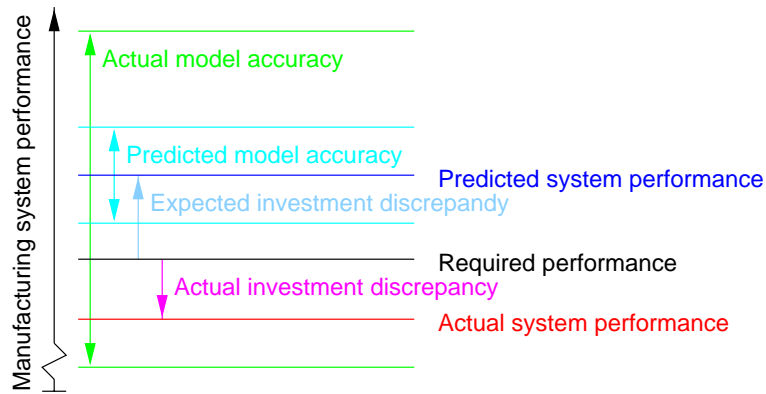 Manufacturing system performance
Actual model accuracy
Predicted model accuracy
Predicted system performance
Expected investment discrepandy
Required performance
Actual investment discrepancy
Actual system performance